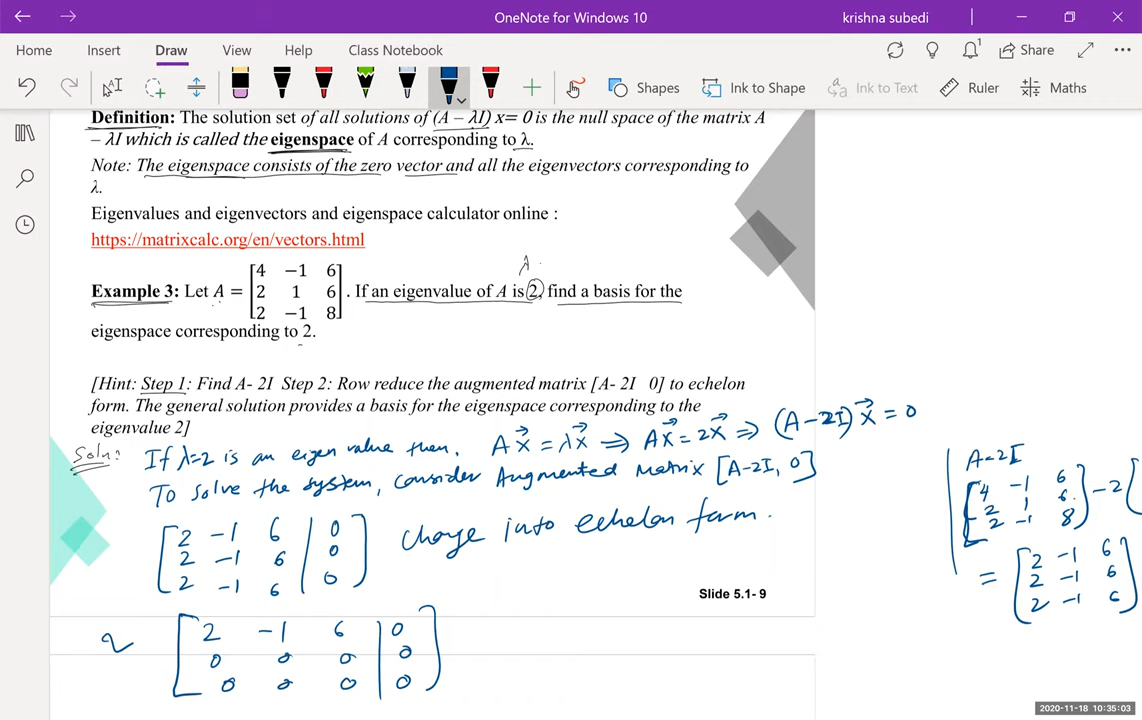 OneNote for Windows 10
krishna subedi
Home Insert Draw View Help Class Notebook
1 Share
Shapes Ink to Shape Ink to Text Ruler Maths
Definition: The solution set of all solutions of (A – λI) x= 0 is the null space of the matrix A
– λI which is called the eigenspace of A corresponding to λ.
Note: The eigenspace consists of the zero vector and all the eigenvectors corresponding to
λ.
Eigenvalues and eigenvectors and eigenspace calculator online :
https://matrixcalc.org/en/vectors.html
λ
[4 −1 6]
Example 3: Let A = [2 1 6] . If an eigenvalue of A is 2, find a basis for the
[2 −1 8]
eigenspace corresponding to 2.
[Hint: Step 1: Find A- 2I Step 2: Row reduce the augmented matrix [A- 2I 0] to echelon
form. The general solution provides a basis for the eigenspace corresponding to the
eigenvalue 2]
Soln: If λ=2 is an eigen value then, A x⃗ = λx⃗ ⇒ Ax⃗ = 2x⃗ ⇒ (A−2I) x⃗ = 0
To solve the system, consider Augmented Matrix [A-2I, 0]
[2 -1 6 | 0]
[2 -1 6 | 0] Change into echelon form.
[2 -1 6 | 0]
Slide 5.1- 9
~ [2 -1 6 | 0]
[0 0 0 | 0]
[0 0 0 | 0]
A-2I
[4 -1 6]
[2 1 6] -2 [
[2 -1 8]
= [2 -1 6]
[2 -1 6]
[2 -1 6]
2020-11-18 10:35:03